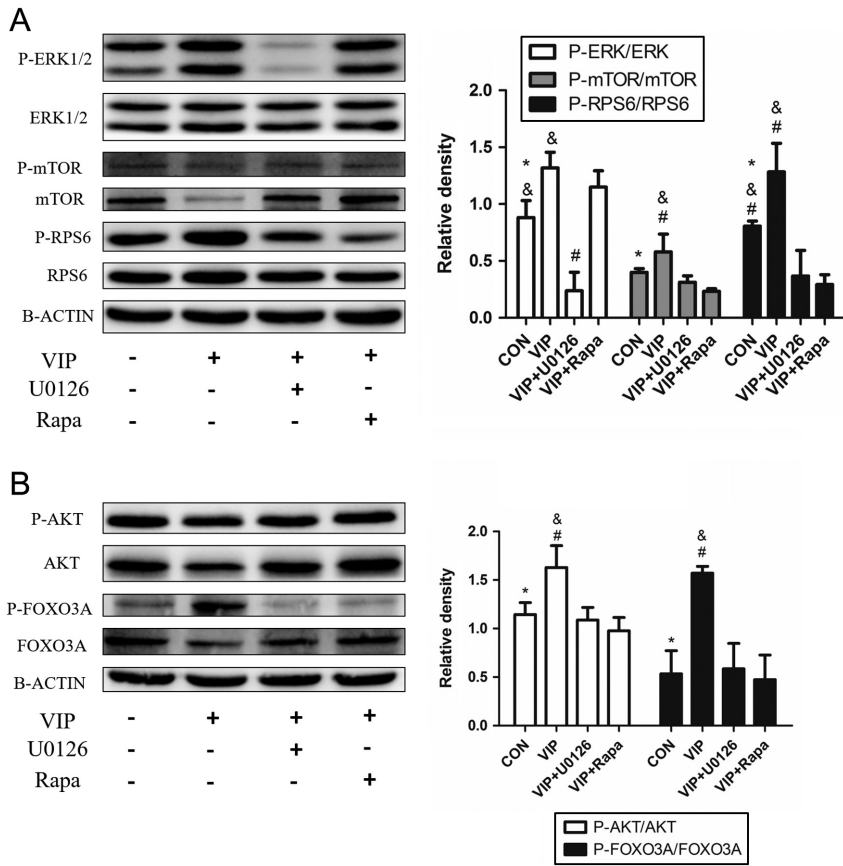 A
P-ERK1/2
ERK1/2
P-mTOR
mTOR
P-RPS6
RPS6
B-ACTIN
VIP - + + +
U0126 - - + -
Rapa - - - +
P-ERK/ERK
P-mTOR/mTOR
P-RPS6/RPS6
Relative density
2.0
1.5
1.0
0.5
0.0
* & & # * & # * & # & #
CON VIP VIP+U0126 VIP+Rapa CON VIP VIP+U0126 VIP+Rapa CON VIP VIP+U0126 VIP+Rapa
B
P-AKT
AKT
P-FOXO3A
FOXO3A
B-ACTIN
VIP - + + +
U0126 - - + -
Rapa - - - +
Relative density
2.0
1.5
1.0
0.5
0.0
* & # * & #
CON VIP VIP+U0126 VIP+Rapa CON VIP VIP+U0126 VIP+Rapa
P-AKT/AKT
P-FOXO3A/FOXO3A